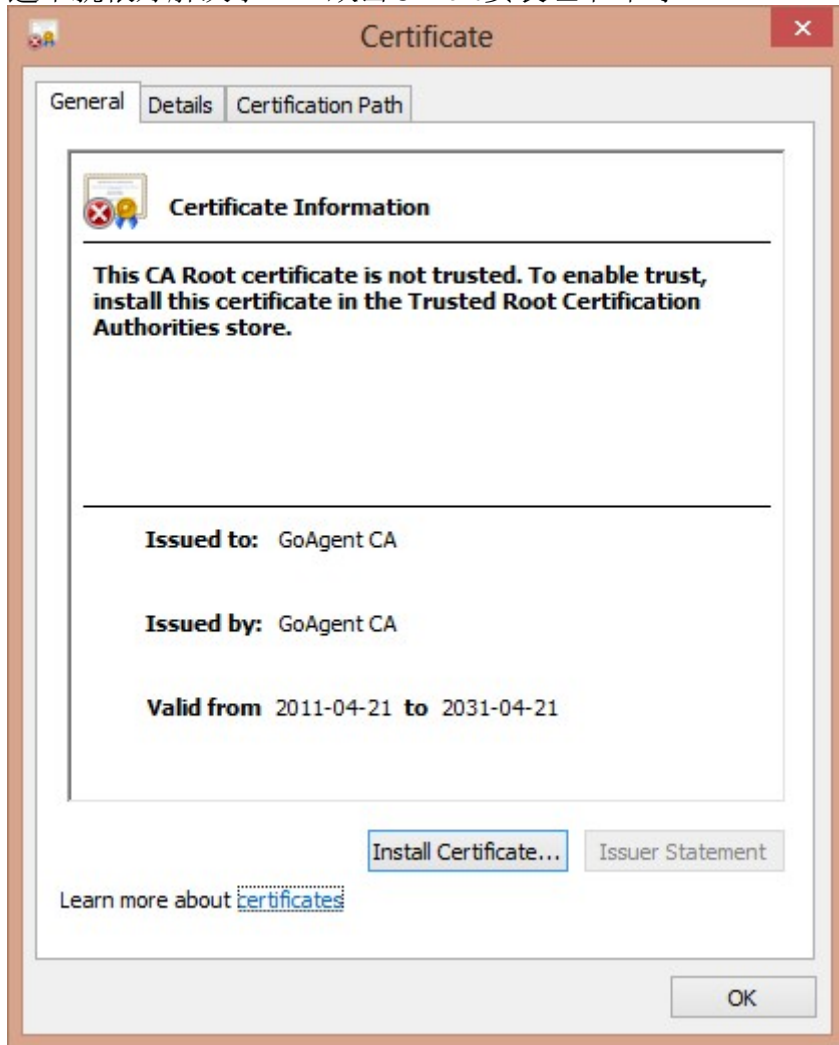 Certificate
General Details Certification Path
Certificate Information
This CA Root certificate is not trusted. To enable trust,
install this certificate in the Trusted Root Certification
Authorities store.
Issued to: GoAgent CA
Issued by: GoAgent CA
Valid from 2011-04-21 to 2031-04-21
Install Certificate... Issuer Statement
Learn more about certificates
OK